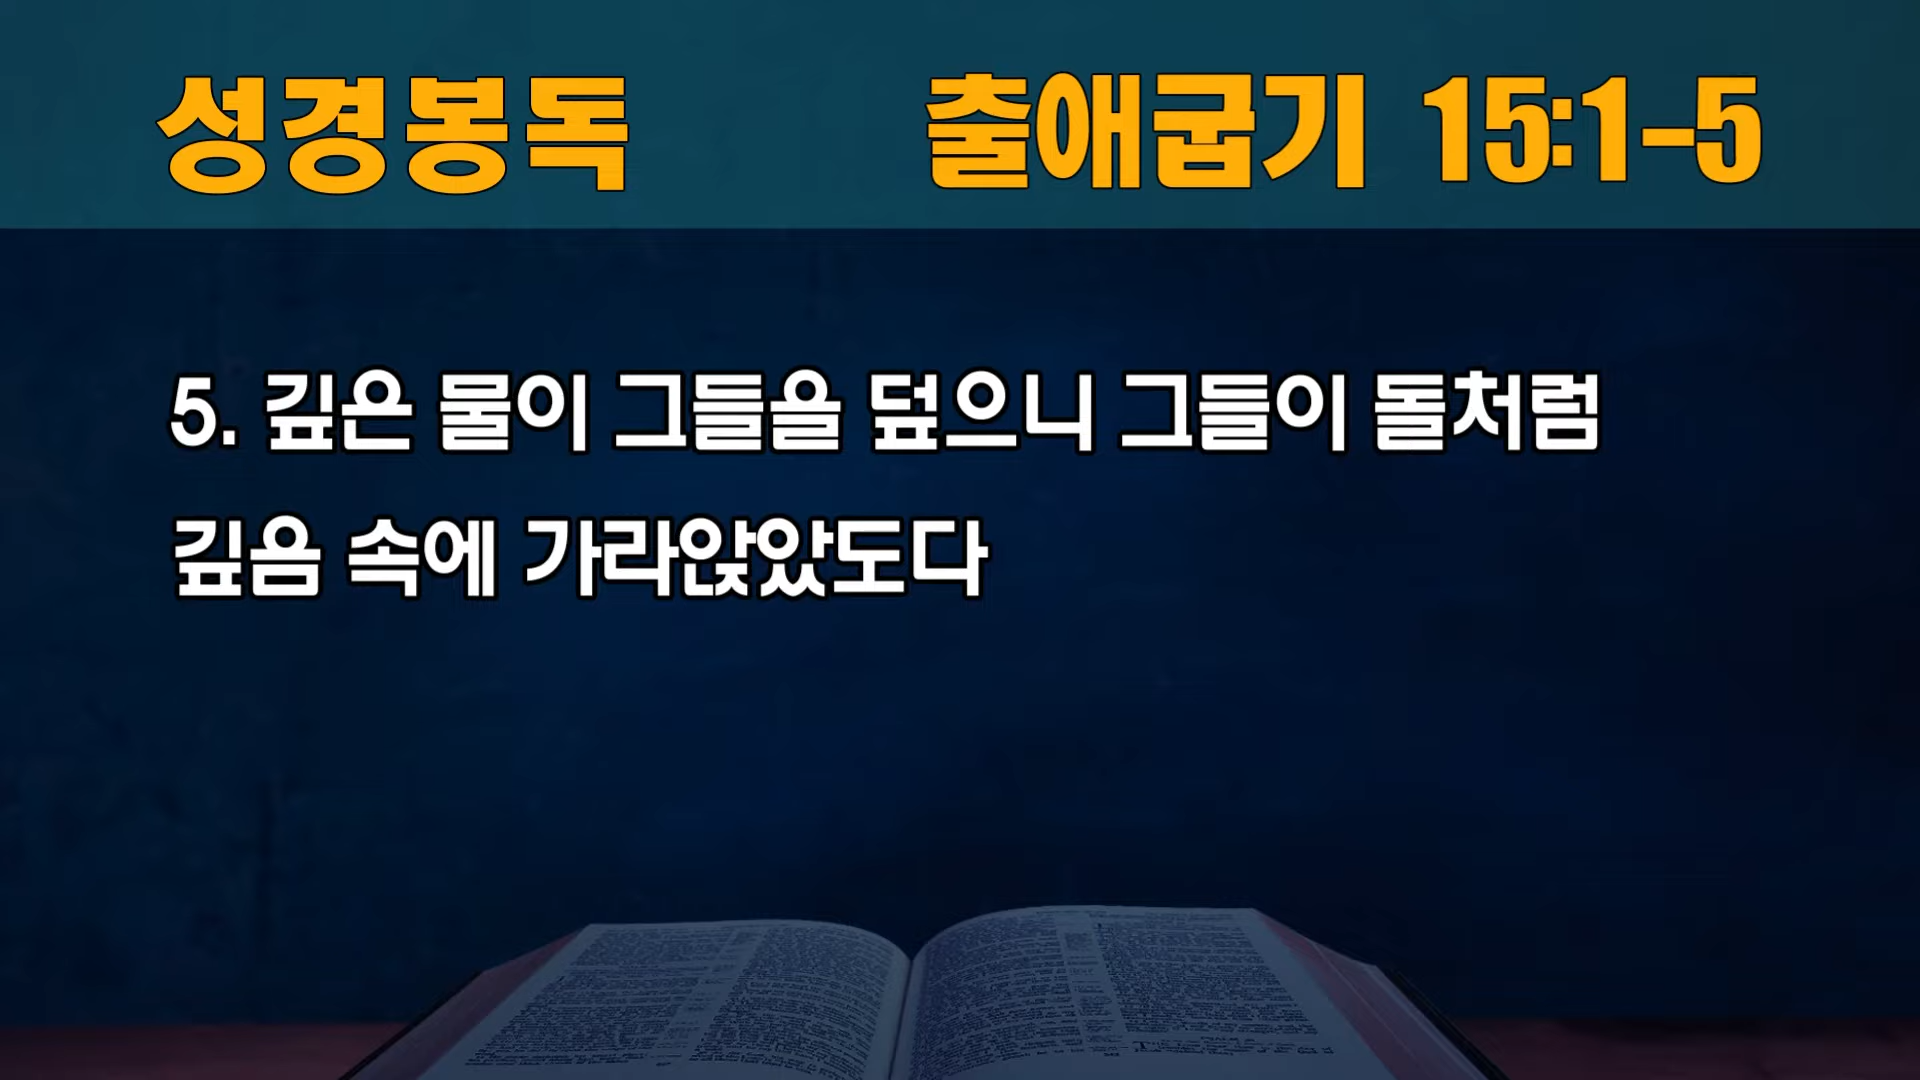 성경봉독 출애굽기 15:1-5
5. 깊은 물이 그들을 덮으니 그들이 돌처럼
깊음 속에 가라앉았도다